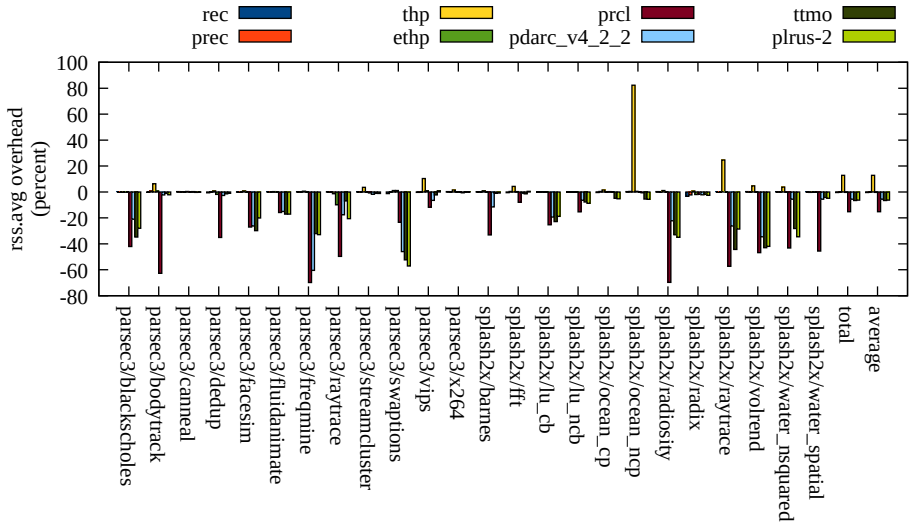 rec thp prcl ttmo
prec ethp pdarc_v4_2_2 plrus-2
rss.avg overhead
(percent)
100
80
60
40
20
0
-20
-40
-60
-80
parsec3/blackscholes
parsec3/bodytrack
parsec3/canneal
parsec3/dedup
parsec3/facesim
parsec3/fluidanimate
parsec3/freqmine
parsec3/raytrace
parsec3/streamcluster
parsec3/swaptions
parsec3/vips
parsec3/x264
splash2x/barnes
splash2x/fft
splash2x/lu_cb
splash2x/lu_ncb
splash2x/ocean_cp
splash2x/ocean_ncp
splash2x/radiosity
splash2x/radix
splash2x/raytrace
splash2x/volrend
splash2x/water_nsquared
splash2x/water_spatial
total
average